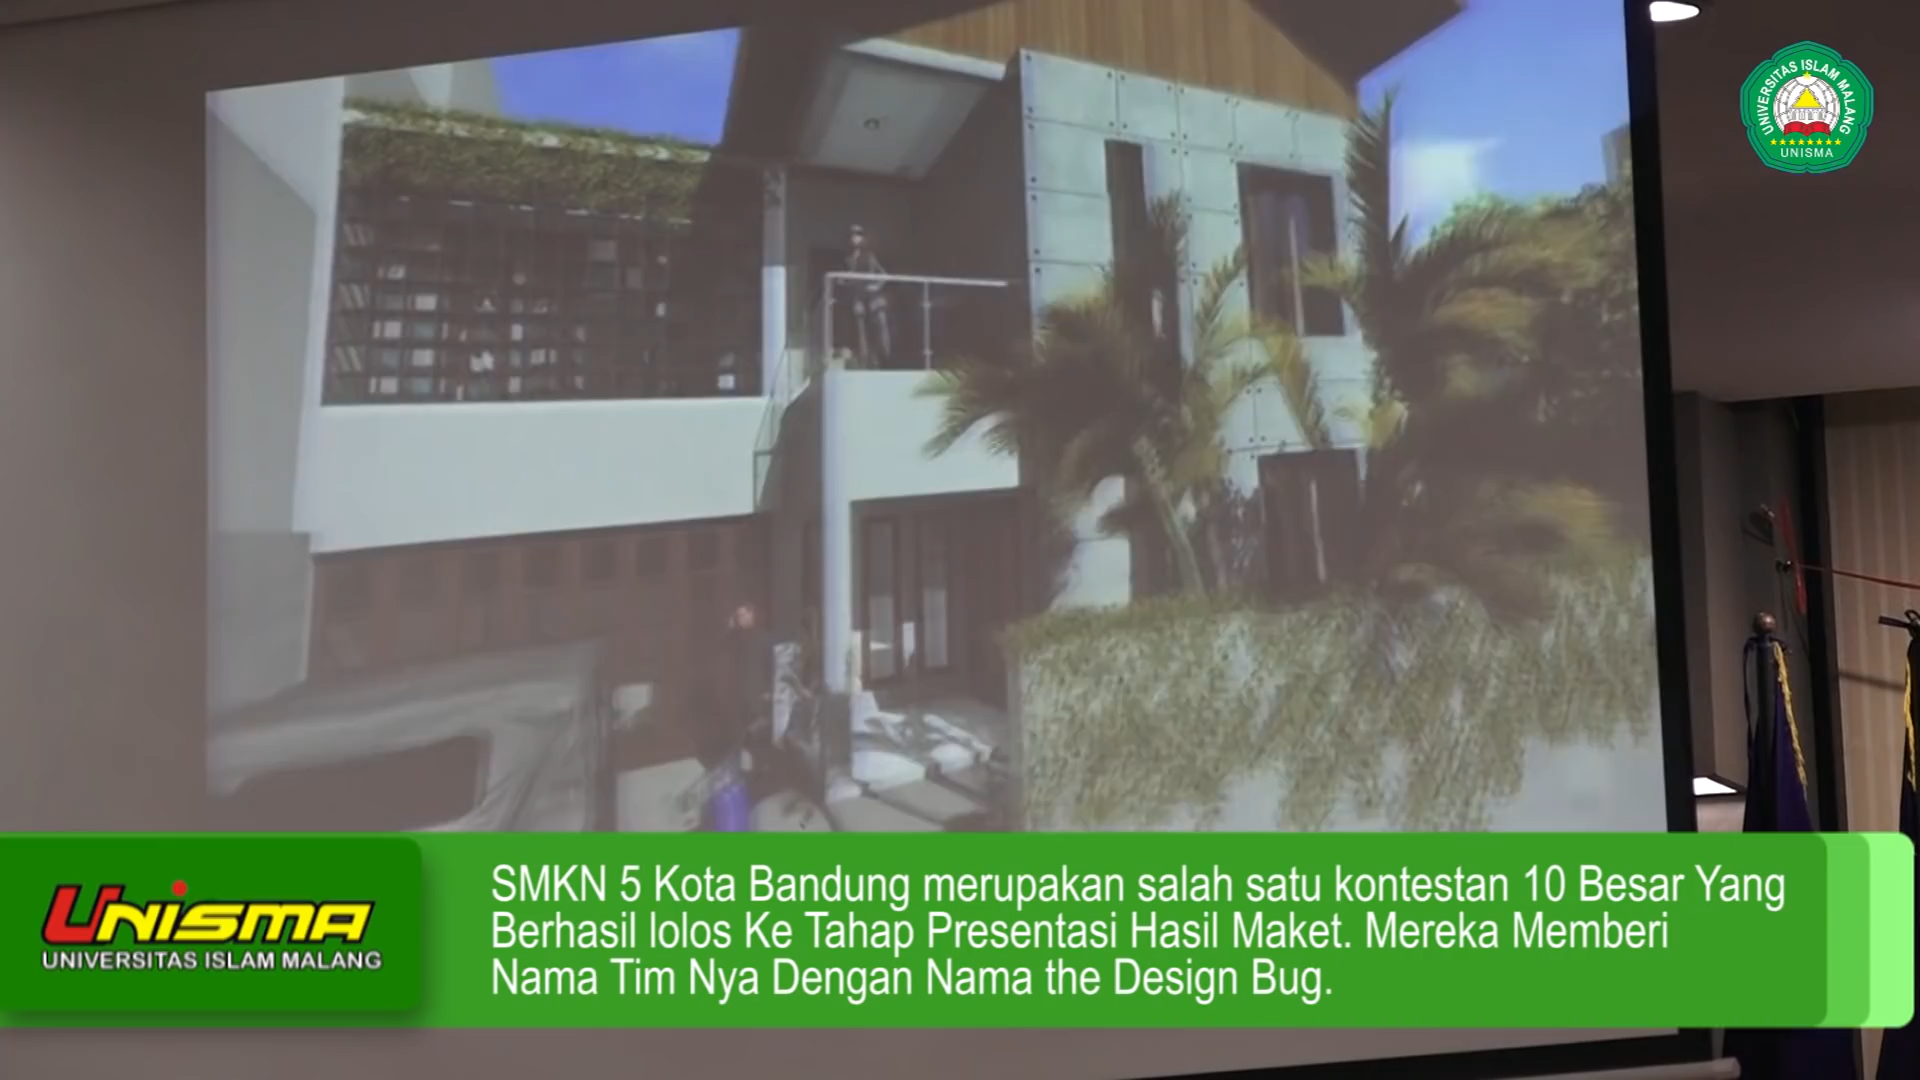 UNIVERSITAS ISLAM MALANG
UNISMA
SMKN 5 Kota Bandung merupakan salah satu kontestan 10 Besar Yang
Berhasil lolos Ke Tahap Presentasi Hasil Maket. Mereka Memberi
Nama Tim Nya Dengan Nama the Design Bug.
UNISMA
UNIVERSITAS ISLAM MALANG